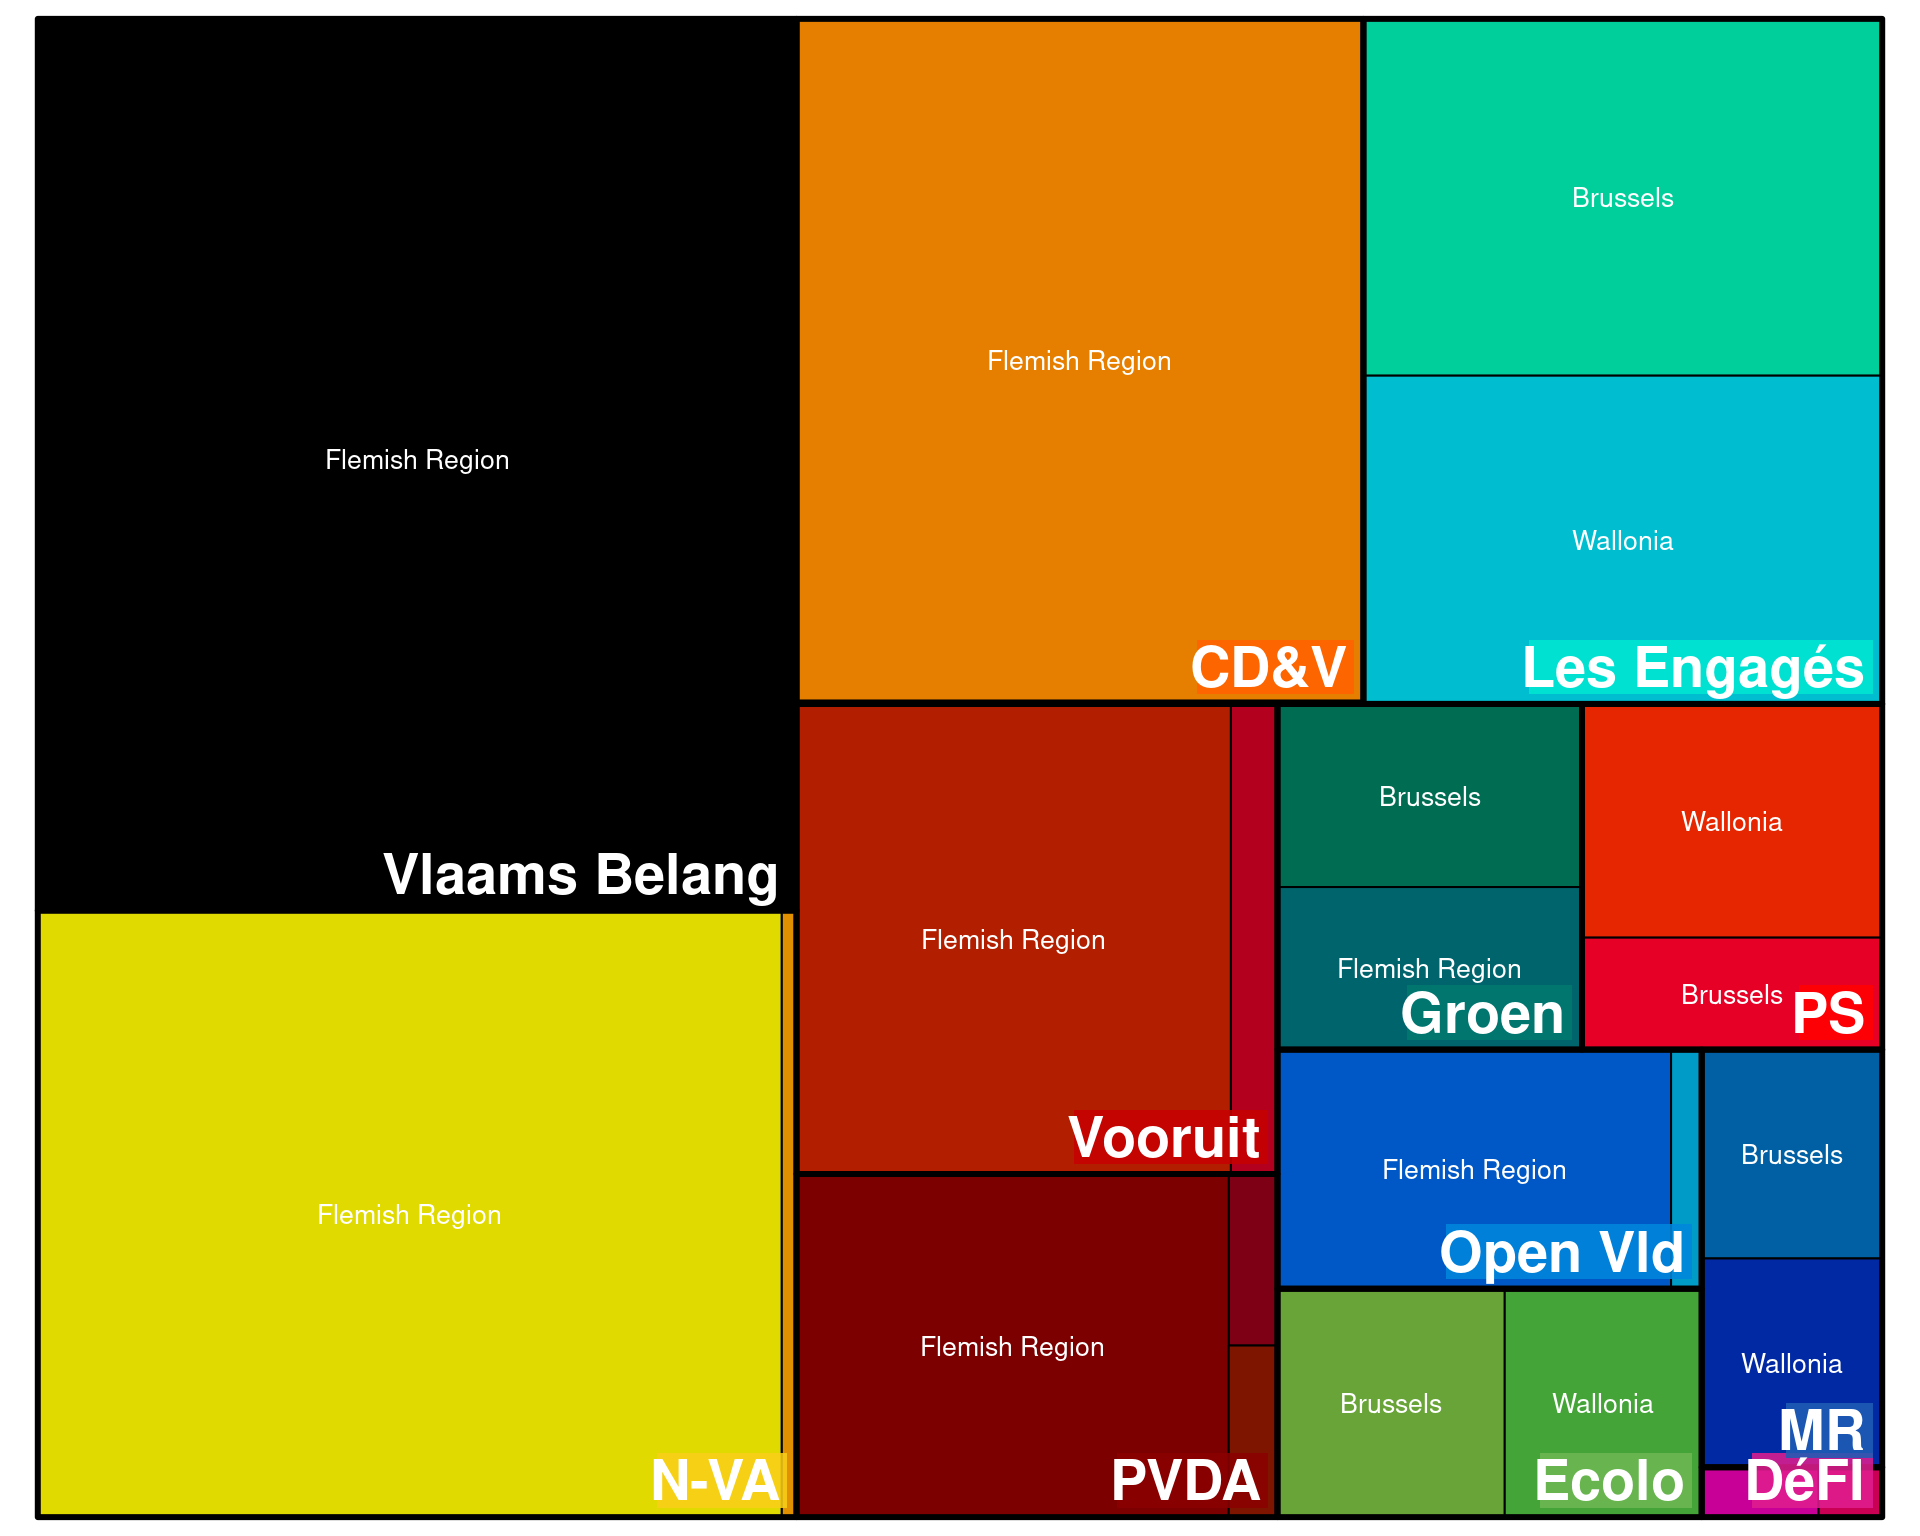 Flemish Region
Vlaams Belang
Flemish Region
N-VA
Flemish Region
CD&V
Brussels
Wallonia
Les Engagés
Flemish Region
Vooruit
Flemish Region
PVDA
Brussels
Flemish Region
Groen
Wallonia
Brussels
PS
Flemish Region
Open Vld
Brussels
Wallonia
Ecolo
Brussels
Wallonia
MR
DéFI